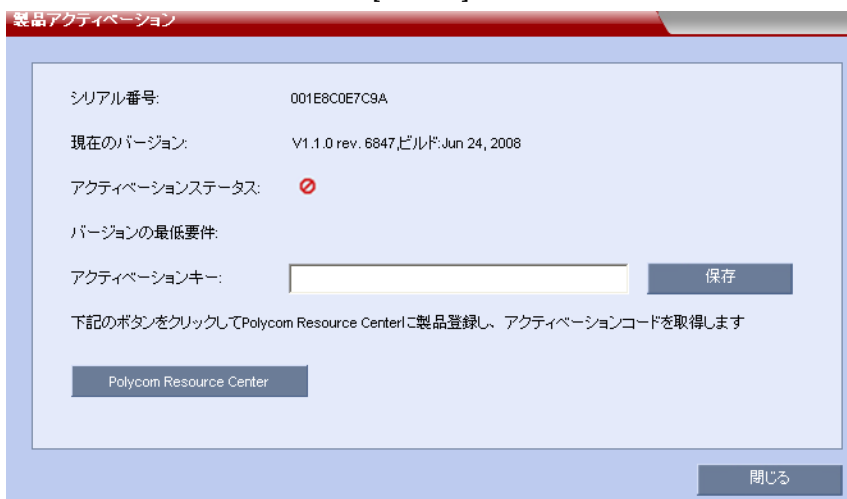 製品アクティベーション
シリアル番号: 001E8C0E7C9A
現在のバージョン: V1.1.0 rev. 6847,ビルド:Jun 24, 2008
アクティベーションステータス:
バージョンの最低要件:
アクティベーションキー: 保存
下記のボタンをクリックしてPolycom Resource Centerに製品登録し、アクティベーションコードを取得します
Polycom Resource Center
閉じる